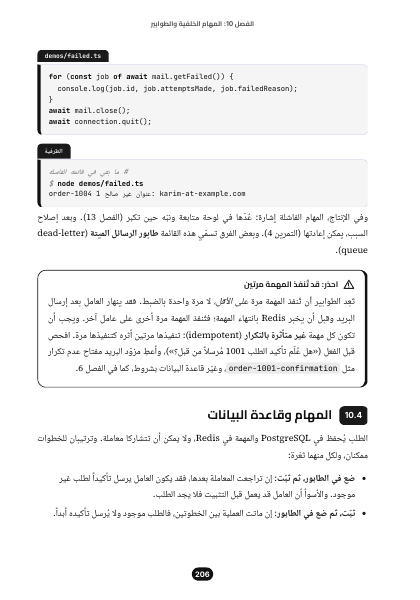 الفصل 10: المهام الخلفية والطوابير
demos/failed.ts
for (const job of await mail.getFailed()) {
console.log(job.id, job.attemptsMade, job.failedReason);
}
await mail.close();
await connection.quit();
الطرفية
# ما بقي في قائمة الفاشلة
$ node demos/failed.ts
order-1004 1 عنوان غير صالح: karim-at-example.com
وفي الإنتاج، المهام الفاشلة إشارة: عُدّها في لوحة متابعة ونبّه حين تكبر (الفصل 13). وبعد إصلاح
السبب، يمكن إعادتها (التمرين 4). وبعض الفرق تسمّي هذه القائمة طابور الرسائل الميتة (dead-letter
queue).
احذر: قد تُنفذ المهمة مرتين
تَعِد الطوابير أن تُنفذ المهمة مرة على الأقل، لا مرة واحدة بالضبط. فقد ينهار العامل بعد إرسال
البريد وقبل أن يخبر Redis بانتهاء المهمة؛ فتُنفذ المهمة مرة أخرى على عامل آخر. ويجب أن
تكون كل مهمة غير متأثرة بالتكرار (idempotent): تنفيذها مرتين أثره كتنفيذها مرة. افحص
قبل الفعل («هل عُلّم تأكيد الطلب 1001 مُرسلاً من قبل؟»)، وأعطِ مزوّد البريد مفتاح عدم تكرار
مثل order-1001-confirmation، وغيّر قاعدة البيانات بشروط، كما في الفصل 6.
10.4 المهام وقاعدة البيانات
الطلب يُحفظ في PostgreSQL والمهمة في Redis، ولا يمكن أن تتشاركا معاملة. وترتيبان للخطوات
ممكنان، ولكل منهما ثغرة:
• ضع في الطابور، ثم ثبّت: إن تراجعت المعاملة بعدها، فقد يكون العامل يرسل تأكيداً لطلب غير
موجود. والأسوأ أن العامل قد يعمل قبل التثبيت فلا يجد الطلب.
• ثبّت، ثم ضع في الطابور: إن ماتت العملية بين الخطوتين، فالطلب موجود ولا يُرسل تأكيده أبداً.
206